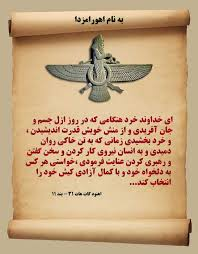 به نام اهورامزدا
ای خداوند خرد هنگامی که در روز ازل جسم و
جان آفریدی و از منش خویش قدرت اندیشیدن ،
و خرد بخشیدی زمانی که به تن خاکی روان
دمیدی و به انسان نیروی کار کردن و سخن گفتن
و رهبری کردن عنایت فرمودی ،خواستی هر کس
به دلخواه خود و با کمال آزادی کیش خود را
انتخاب کند...
اهنود گات هات ۳۱ - بند ۱۱